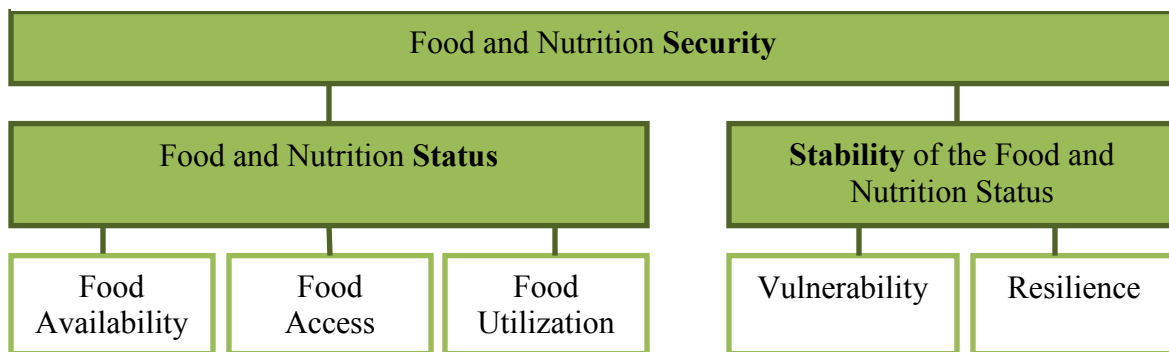 Food and Nutrition Security
Food and Nutrition Status
Stability of the Food and
Nutrition Status
Food
Availability
Food
Access
Food
Utilization
Vulnerability
Resilience